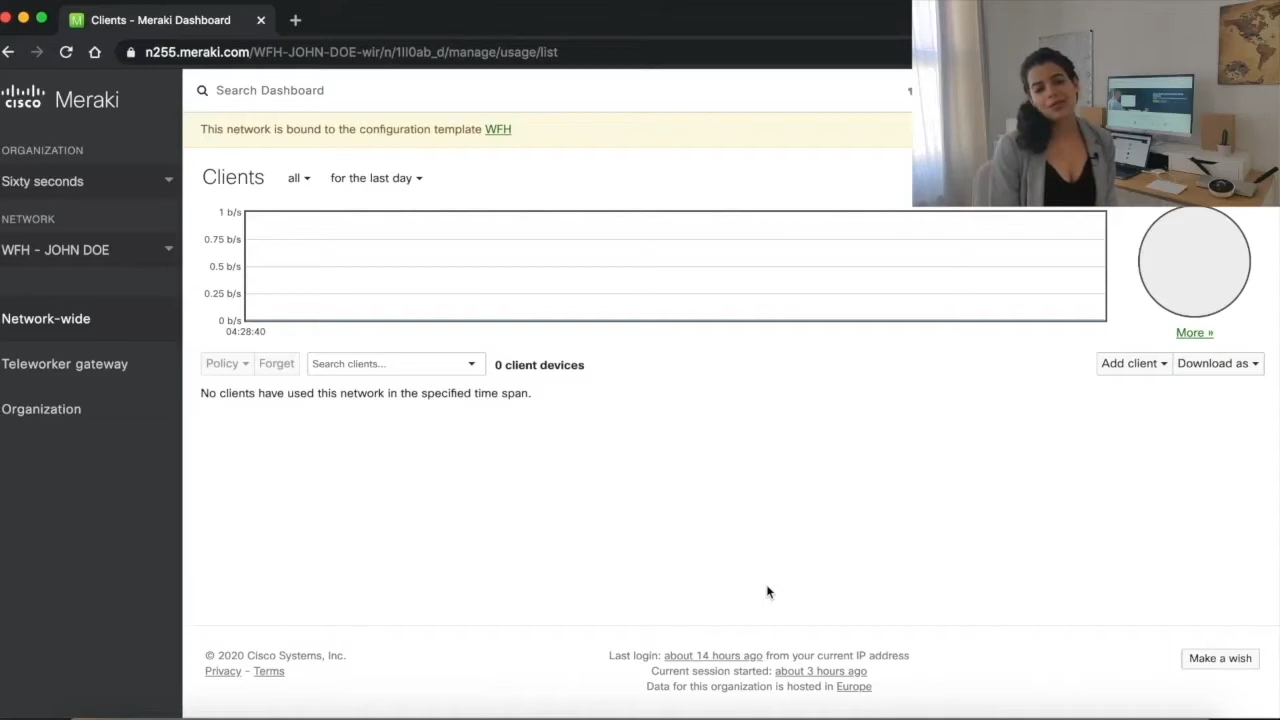 Clients - Meraki Dashboard
n255.meraki.com/WFH-JOHN-DOE-wir/n/1II0ab_d/manage/usage/list
cisco Meraki
ORGANIZATION
Sixty seconds
NETWORK
WFH - JOHN DOE
Network-wide
Teleworker gateway
Organization
Search Dashboard
This network is bound to the configuration template WFH
Clients all for the last day
1 b/s
0.75 b/s
0.5 b/s
0.25 b/s
0 b/s
04:28:40
More »
Policy Forget Search clients... 0 client devices Add client Download as
No clients have used this network in the specified time span.
© 2020 Cisco Systems, Inc.
Privacy - Terms
Last login: about 14 hours ago from your current IP address
Current session started: about 3 hours ago
Data for this organization is hosted in Europe
Make a wish